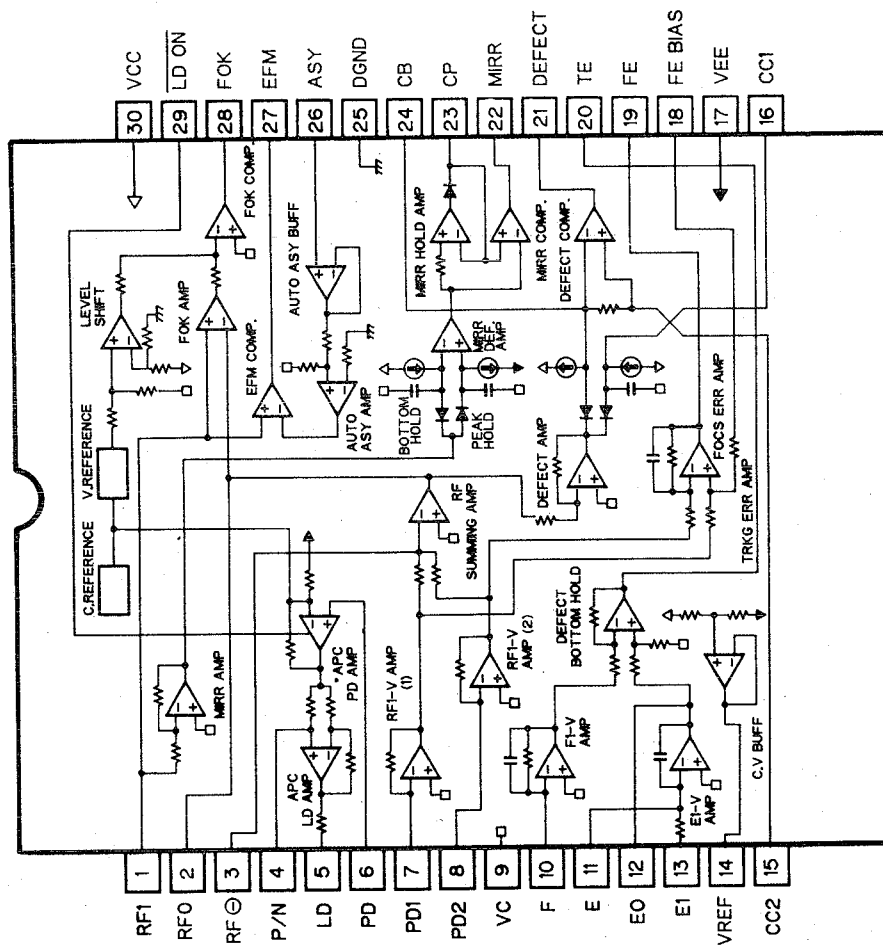 VCC
LD ON
FOK
EFM
ASY
DGND
CB
CP
MIRR
DEFECT
TE
FE
FE BIAS
VEE
CC1
30
29
28
27
26
25
24
23
22
21
20
19
18
17
16
C.REFERENCE
V.REFERENCE
LEVEL
SHIFT
FOK AMP
FOK COMP.
EFM COMP.
AUTO ASY BUFF
AUTO ASY AMP
BOTTOM
HOLD
PEAK
HOLD
MIRR
DEF.
AMP
MIRR HOLD AMP
MIRR COMP.
DEFECT COMP.
DEFECT AMP
FOCS ERR AMP
TRKG ERR AMP
RF
SUMMING AMP
MIRR AMP
APC
PD AMP
APC
LD AMP
RF1-V AMP
(1)
RF1-V
AMP (2)
DEFECT
BOTTOM HOLD
F1-V
AMP
E1-V
AMP
C.V BUFF
1
2
3
4
5
6
7
8
9
10
11
12
13
14
15
RF1
RFO
RF⊖
P/N
LD
PD
PD1
PD2
VC
F
E
EO
E1
VREF
CC2